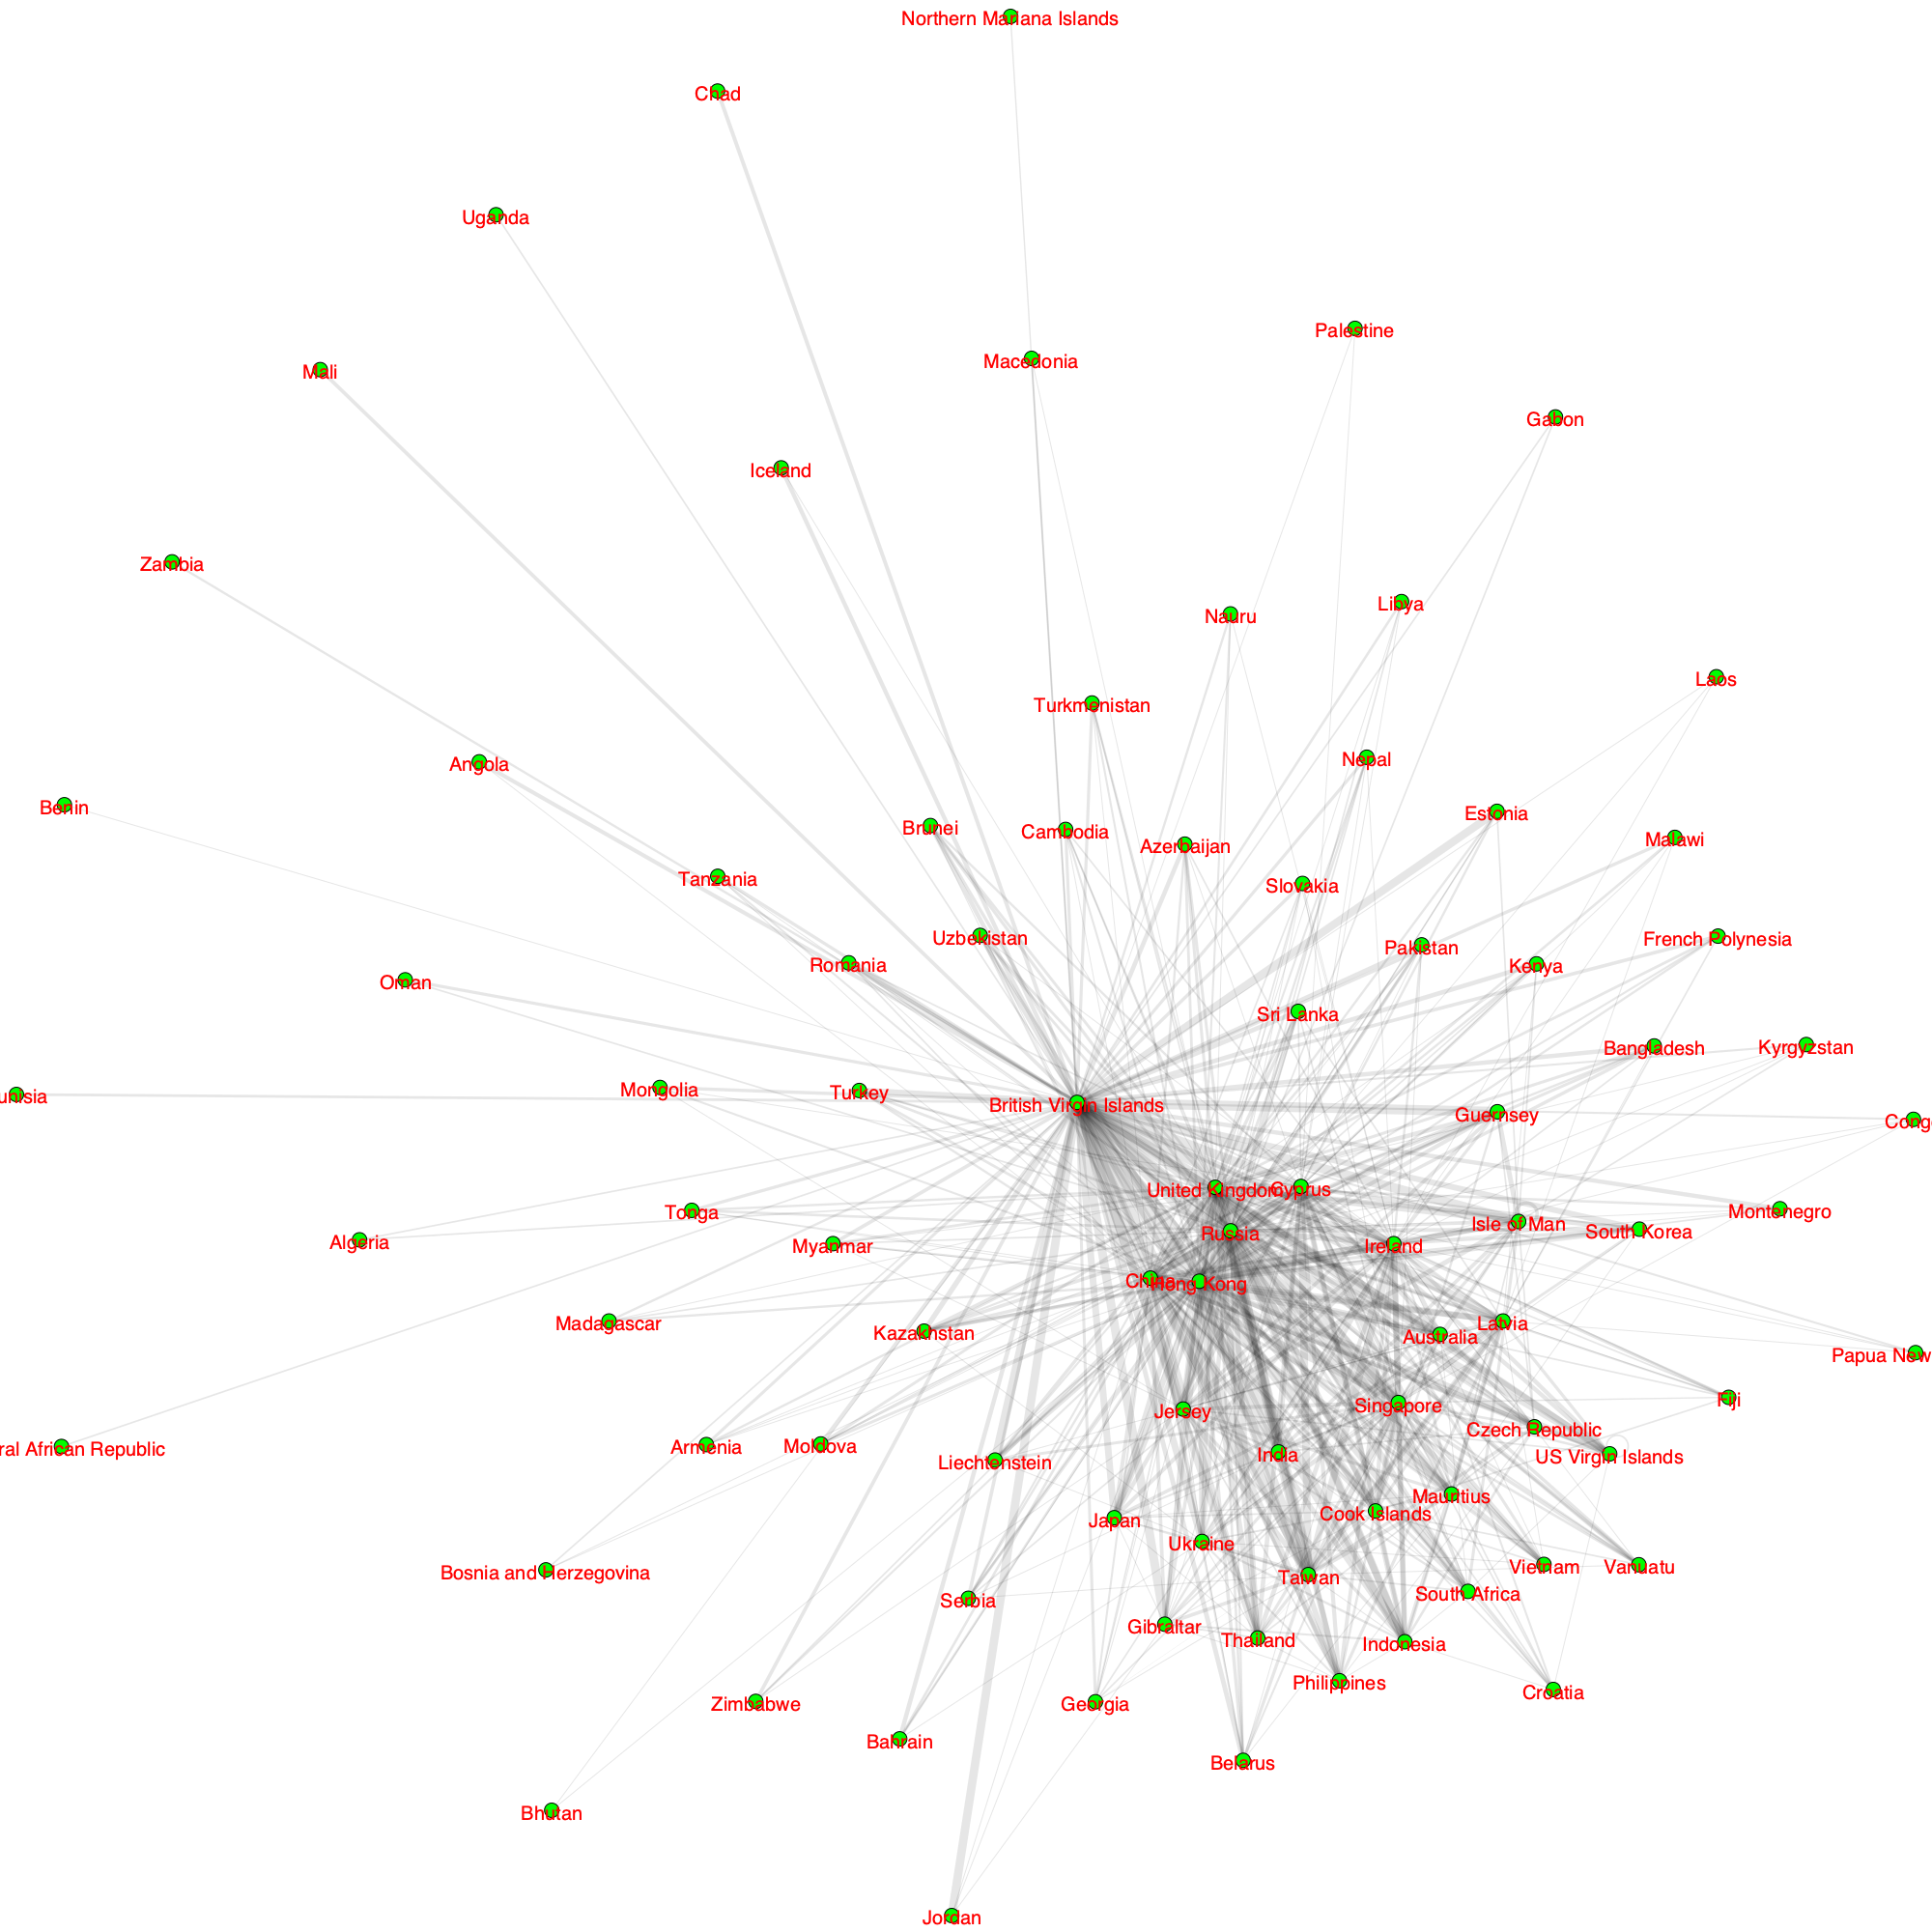 Northern Mariana Islands
Chad
Uganda
Palestine
Macedonia
Mali
Gabon
Iceland
Zambia
Libya
Nauru
Laos
Turkmenistan
Nepal
Angola
Benin
Estonia
Brunei
Cambodia
Malawi
Azerbaijan
Tanzania
Slovakia
Uzbekistan
French Polynesia
Pakistan
Romania
Kenya
Oman
Sri Lanka
Kyrgyzstan
Bangladesh
Mongolia
Turkey
unisia
British Virgin Islands
Guernsey
Cong
United Kingdom
Cyprus
Tonga
Montenegro
Isle of Man
South Korea
Russia
Algeria
Myanmar
Ireland
China
Hong Kong
Madagascar
Latvia
Kazakhstan
Australia
Papua New
Fiji
Singapore
Jersey
Czech Republic
ral African Republic
Armenia
Moldova
India
US Virgin Islands
Liechtenstein
Mauritius
Cook Islands
Japan
Ukraine
Vietnam
Vanuatu
Bosnia and Herzegovina
Taiwan
South Africa
Serbia
Gibraltar
Thailand
Indonesia
Philippines
Croatia
Zimbabwe
Georgia
Bahrain
Belarus
Bhutan
Jordan